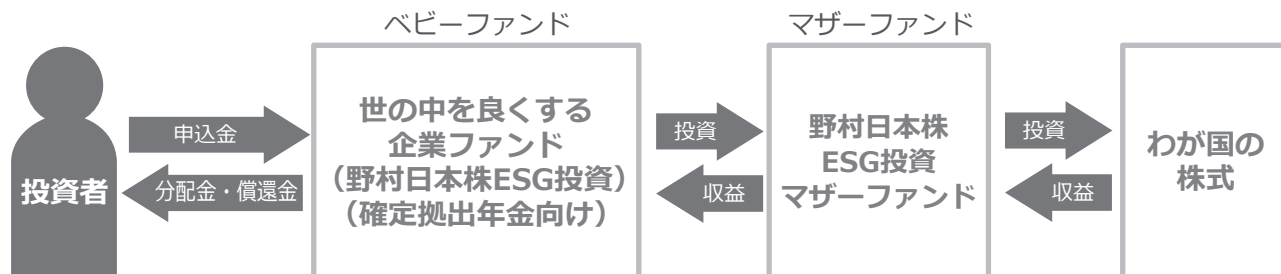 ベビーファンド
マザーファンド
投資者
申込金
分配金・償還金
世の中を良くする
企業ファンド
（野村日本株ESG投資）
（確定拠出年金向け）
投資
収益
野村日本株
ESG投資
マザーファンド
投資
収益
わが国の
株式